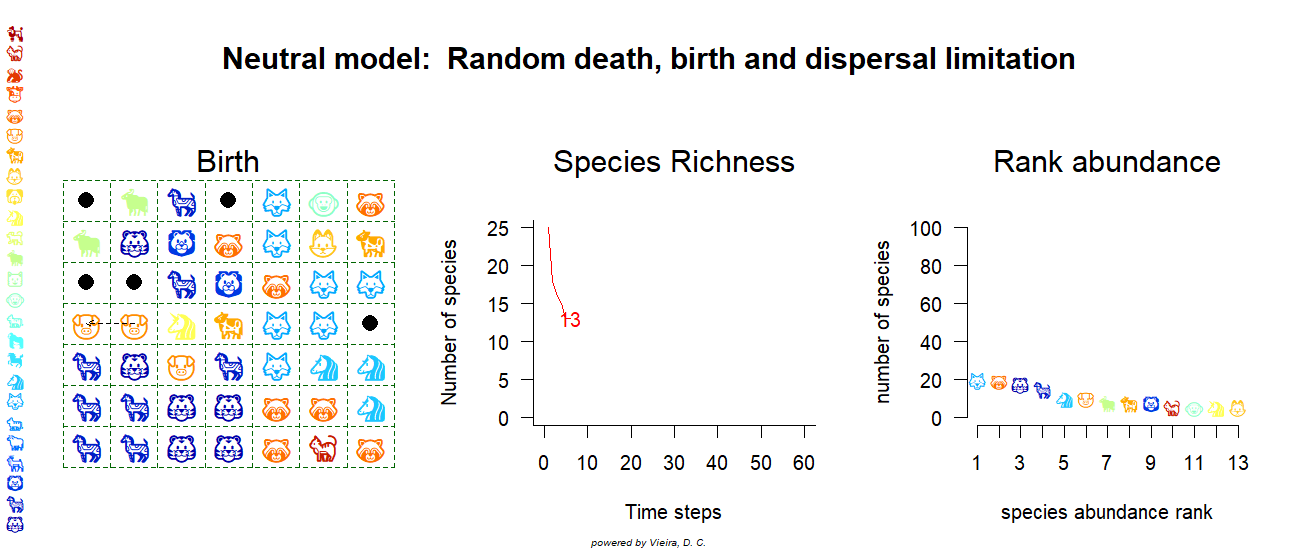 Neutral model:  Random death, birth and dispersal limitation
Birth
Species Richness
Rank abundance
Number of species
25
20
15
10
5
0
13
0 10 20 30 40 50 60
Time steps
number of species
100
80
60
40
20
0
1 3 5 7 9 11 13
species abundance rank
powered by Vieira, D. C.